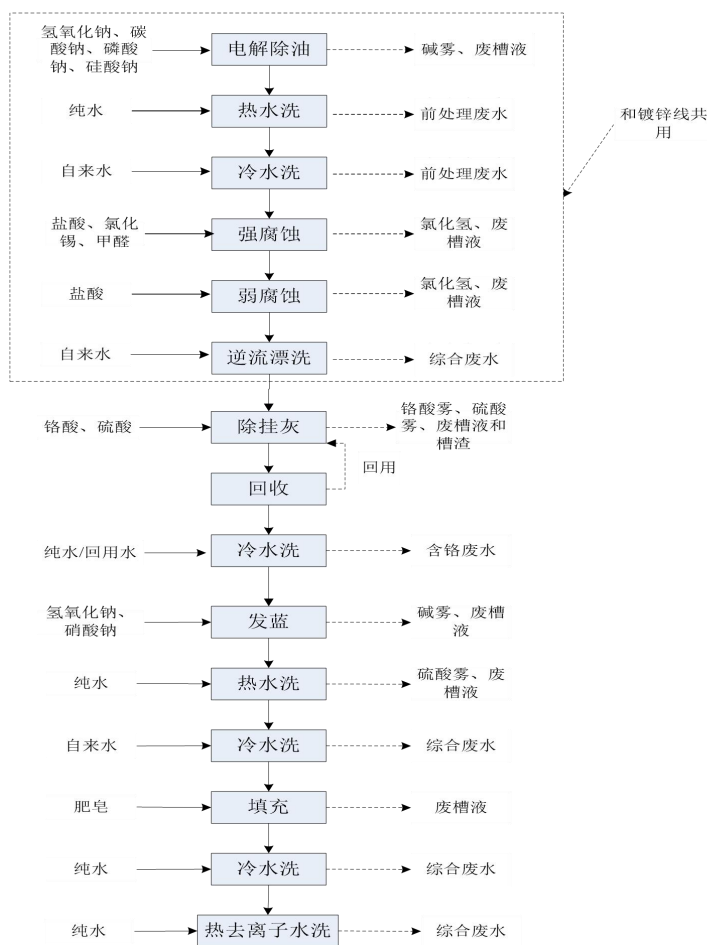 氢氧化钠、碳
酸钠、磷酸
钠、硅酸钠
电解除油
碱雾、废槽液
纯水
热水洗
前处理废水
和镀锌线共
用
自来水
冷水洗
前处理废水
盐酸、氯化
锡、甲醛
强腐蚀
氯化氢、废
槽液
盐酸
弱腐蚀
氯化氢、废
槽液
自来水
逆流漂洗
综合废水
铬酸、硫酸
除挂灰
铬酸雾、硫酸
雾、废槽液和
槽渣
回用
回收
纯水/回用水
冷水洗
含铬废水
氢氧化钠、
硝酸钠
发蓝
碱雾、废槽
液
纯水
热水洗
硫酸雾、废
槽液
自来水
冷水洗
综合废水
肥皂
填充
废槽液
纯水
冷水洗
综合废水
纯水
热去离子水洗
综合废水